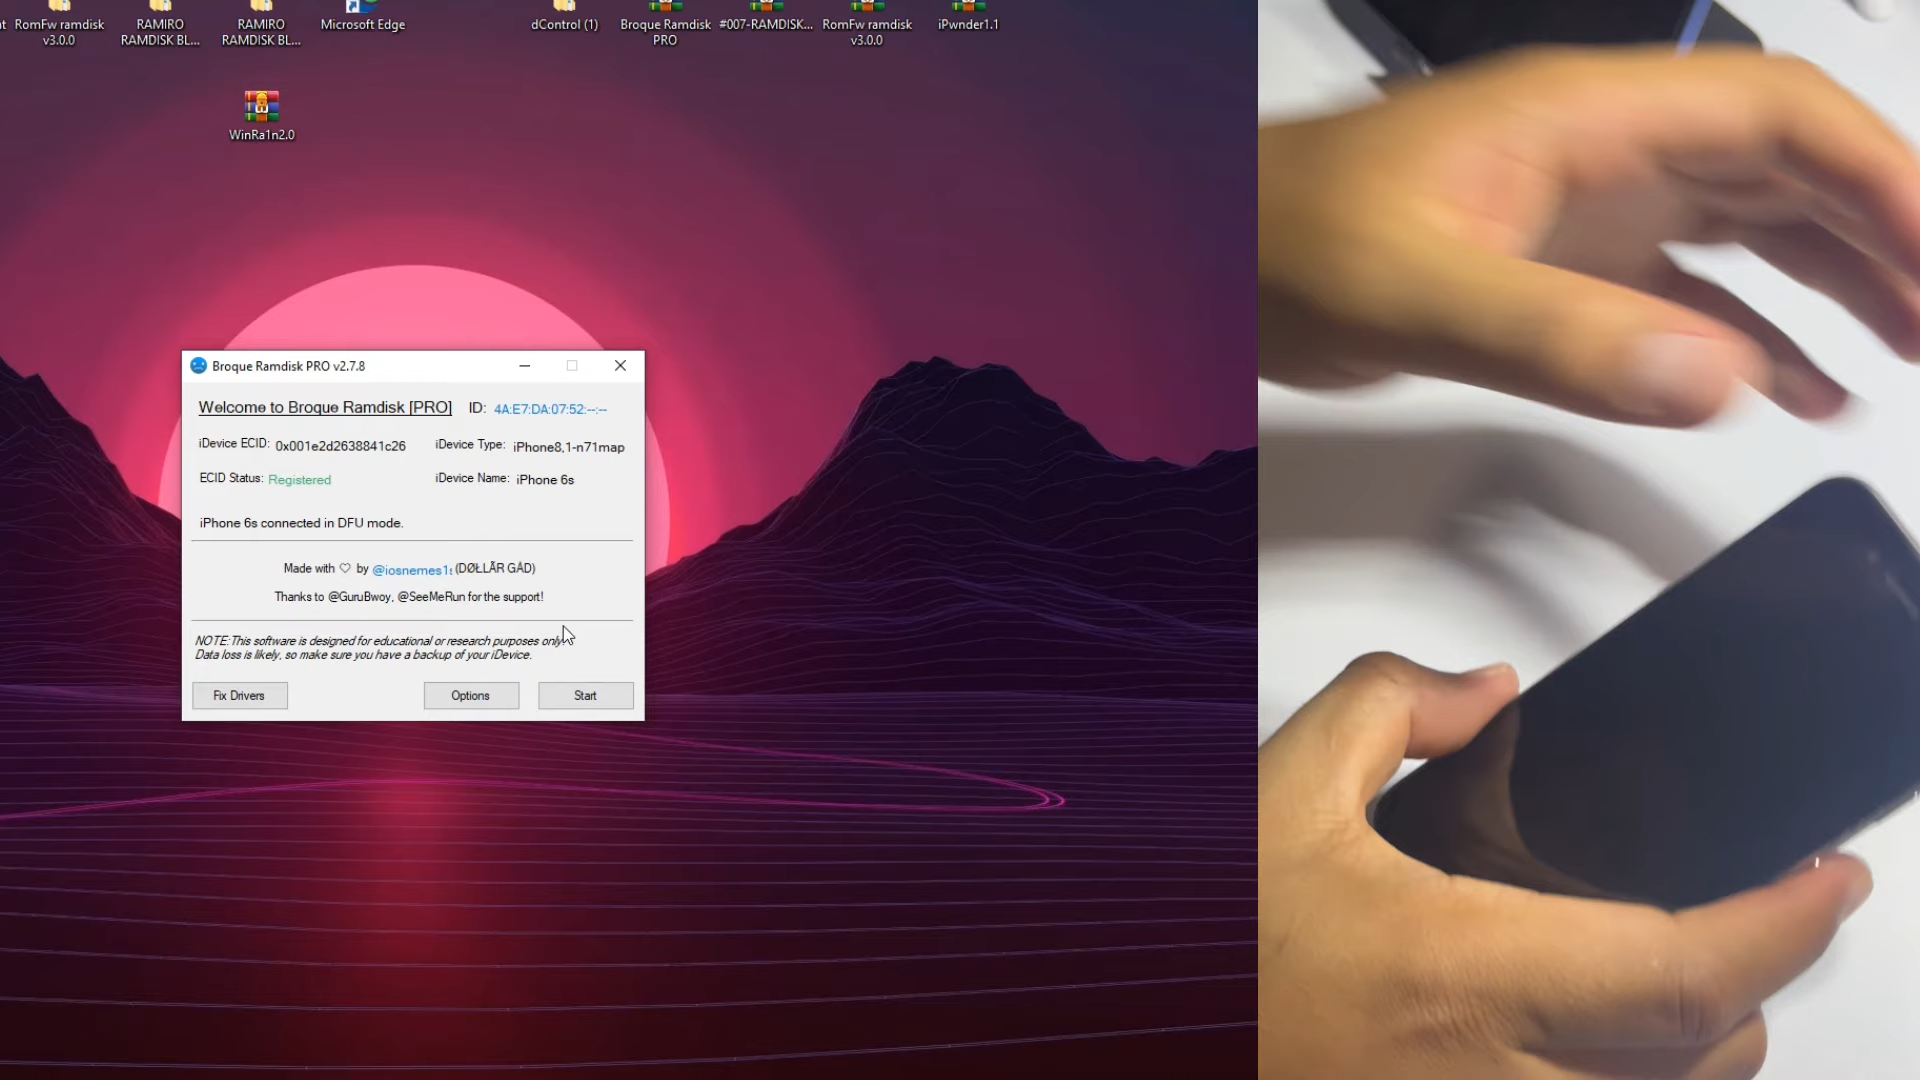 RomFw ramdisk
v3.0.0
RAMIRO
RAMDISK BL...
RAMIRO
RAMDISK BL...
Microsoft Edge
dControl (1)
Broque Ramdisk
PRO
#007-RAMDISK...
RomFw ramdisk
v3.0.0
iPwnder1.1
WinRa1n2.0
Broque Ramdisk PRO v2.7.8
Welcome to Broque Ramdisk [PRO] ID: 4A:E7:DA:07:52:--:--
iDevice ECID: 0x001e2d2638841c26 iDevice Type: iPhone8,1-n71map
ECID Status: Registered iDevice Name: iPhone 6s
iPhone 6s connected in DFU mode.
Made with ♡ by @iosnemes1s (DØŁLÃR GÄD)
Thanks to @GuruBwoy, @SeeMeRun for the support!
NOTE: This software is designed for educational or research purposes only.
Data loss is likely, so make sure you have a backup of your iDevice.
Fix Drivers Options Start